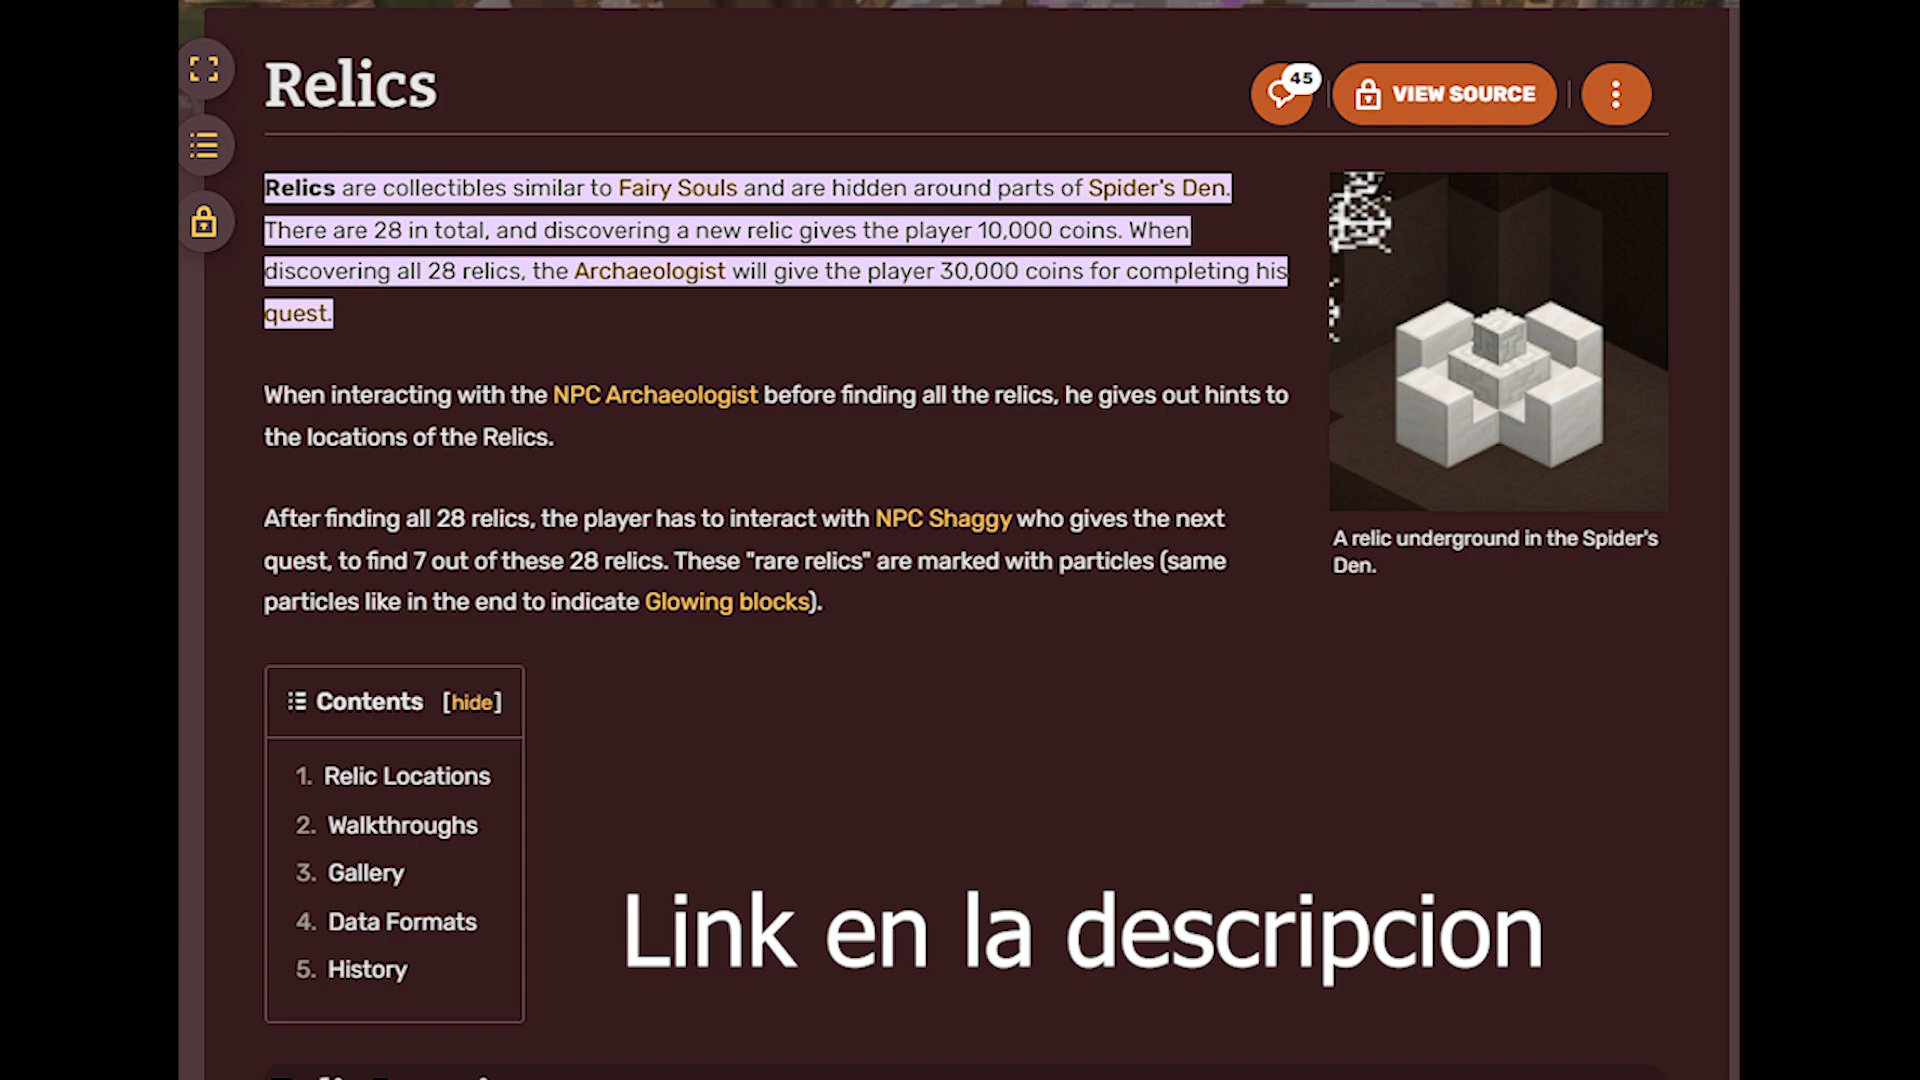 Relics
45
VIEW SOURCE
Relics are collectibles similar to Fairy Souls and are hidden around parts of Spider's Den.
There are 28 in total, and discovering a new relic gives the player 10,000 coins. When
discovering all 28 relics, the Archaeologist will give the player 30,000 coins for completing his
quest.
When interacting with the NPC Archaeologist before finding all the relics, he gives out hints to
the locations of the Relics.
After finding all 28 relics, the player has to interact with NPC Shaggy who gives the next
quest, to find 7 out of these 28 relics. These "rare relics" are marked with particles (same
particles like in the end to indicate Glowing blocks).
A relic underground in the Spider's
Den.
Contents [hide]
1. Relic Locations
2. Walkthroughs
3. Gallery
4. Data Formats
5. History
Link en la descripcion